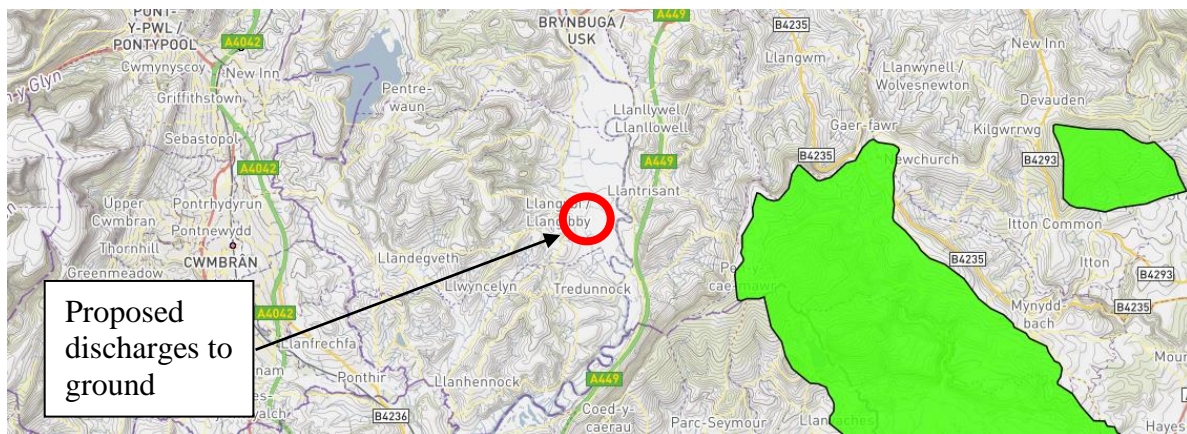 PONT-
Y-PWL /
PONTYPOOL
A4042
Cwmynyscoy
New Inn
Griffithstown
Sebastopol
A4042
Upper
Cwmbran
Pontrhydyrun
Pontnewydd
Thornhill
CWMBRÂN
Greenmeadow
A4042
Llanfrechfa
Ponthir
B4236
BRYNBUGA /
USK
A449
Pentre-
waun
Llanllywel /
Llanllowell
A449
Llantrisant
Llandegveth
Llwyncelyn
Tredunnock
Llanhennock
A449
Coed-y-
caerau
Parc-Seymour
B4235
Llangwm
Llanwynell /
Wolvesnewton
New Inn
Devauden
Gaer-fawr
Kilgwrrwg
B4235
Newchurch
B4293
Itton Common
B4235
Itton
B4293
Mynydd-
bach
B4235
Hayes
Proposed
discharges to
ground